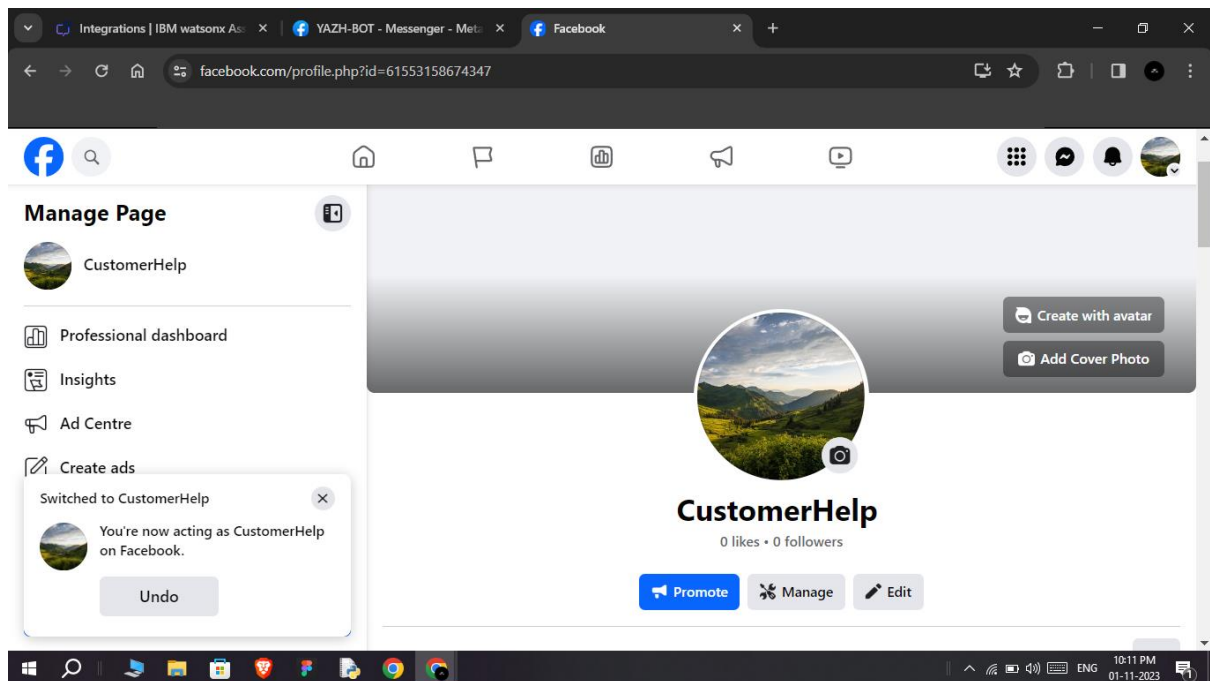 Integrations | IBM watsonx Ass
YAZH-BOT - Messenger - Meta
Facebook
facebook.com/profile.php?id=61553158674347
Manage Page
CustomerHelp
Professional dashboard
Insights
Ad Centre
Create ads
Switched to CustomerHelp
You're now acting as CustomerHelp
on Facebook.
Undo
Create with avatar
Add Cover Photo
CustomerHelp
0 likes • 0 followers
Promote
Manage
Edit
ENG
10:11 PM
01-11-2023
1